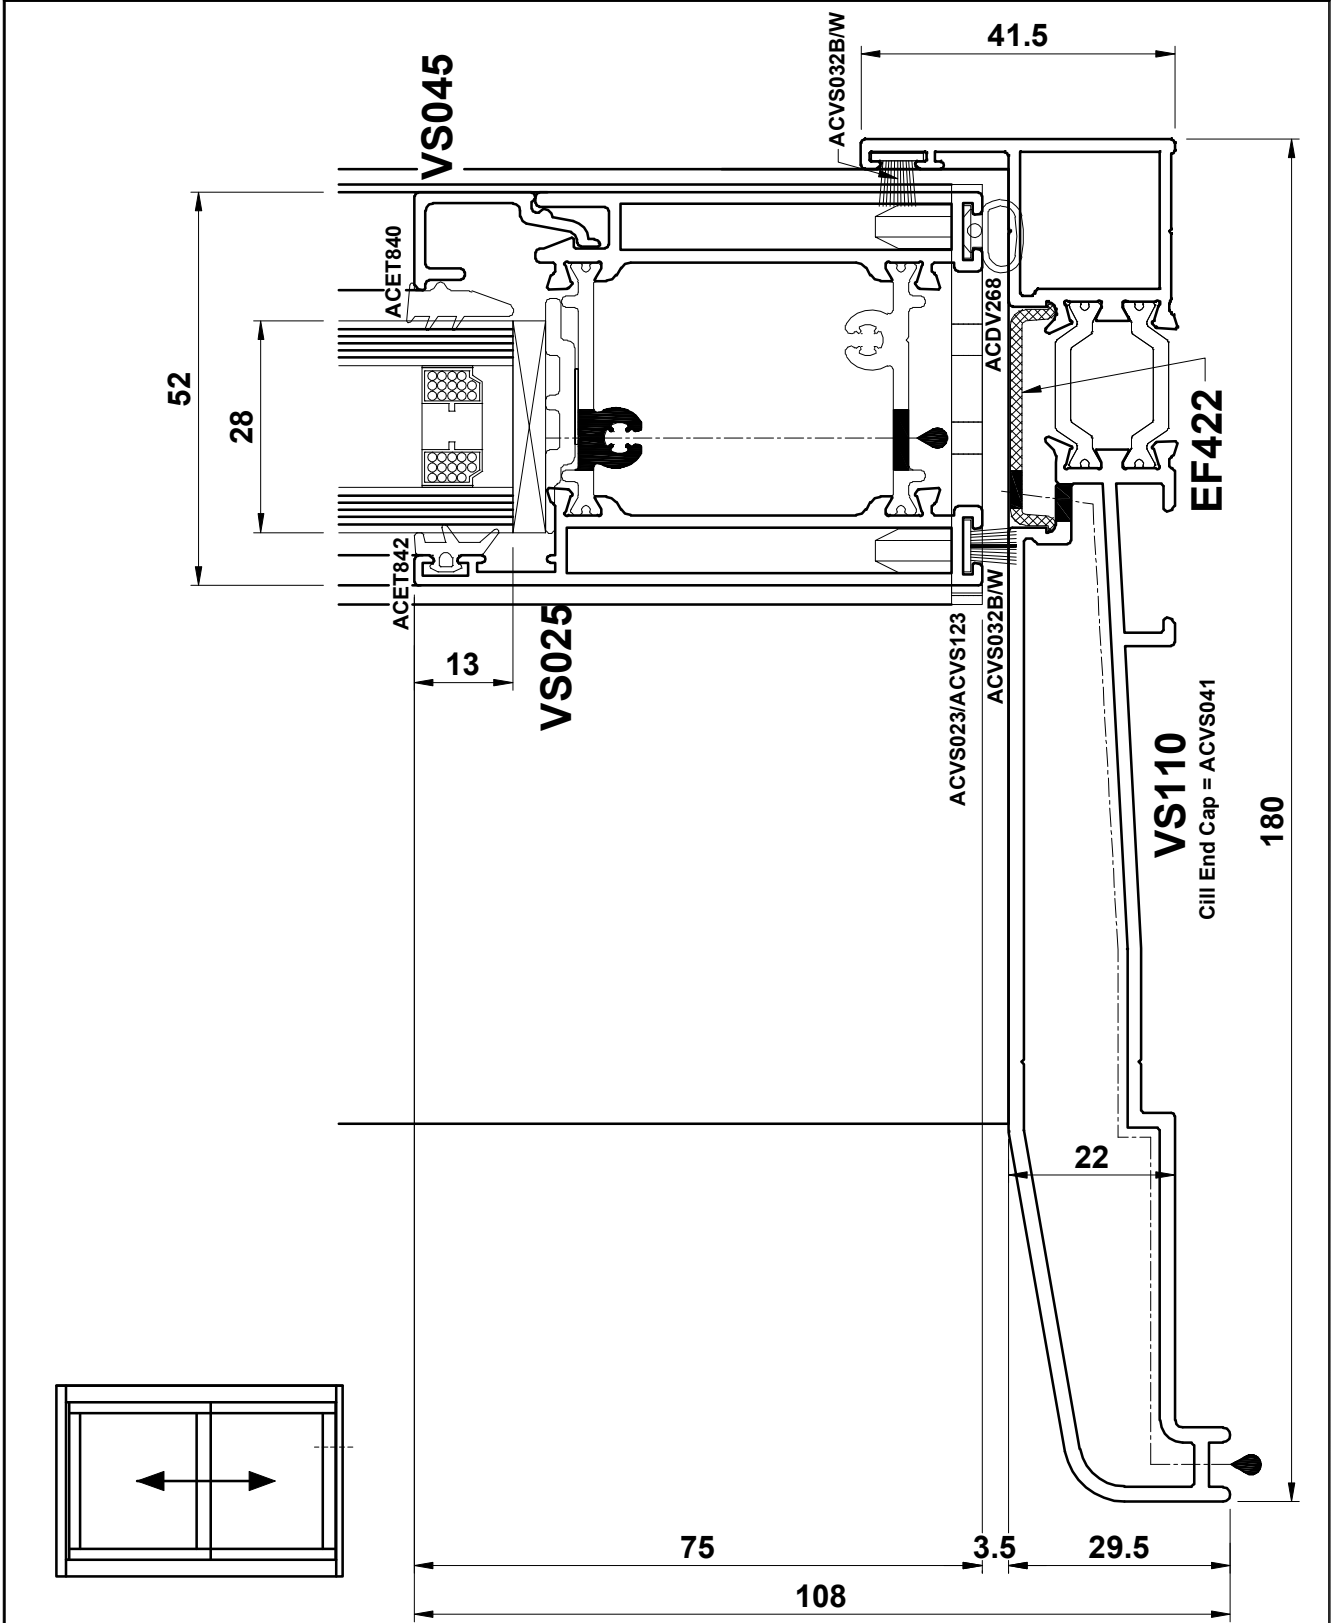 41.5
ACVS032B/W
VS045
ACET840
52
28
ACDV268
EF422
ACET842
13
VS025
ACVS023/ACVS123
ACVS032B/W
VS110
Cill End Cap = ACVS041
180
22
75
3.5
29.5
108